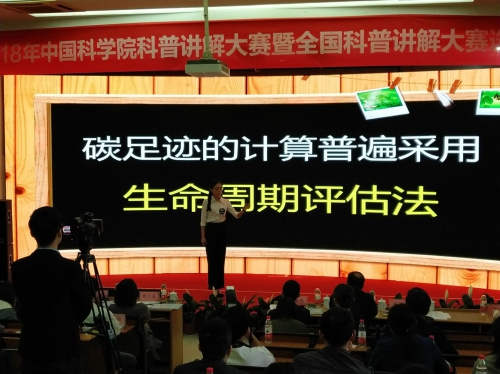 18年中国科学院科普讲解大赛暨全国科普讲解大赛选
碳足迹的计算普遍采用
生命周期评估法